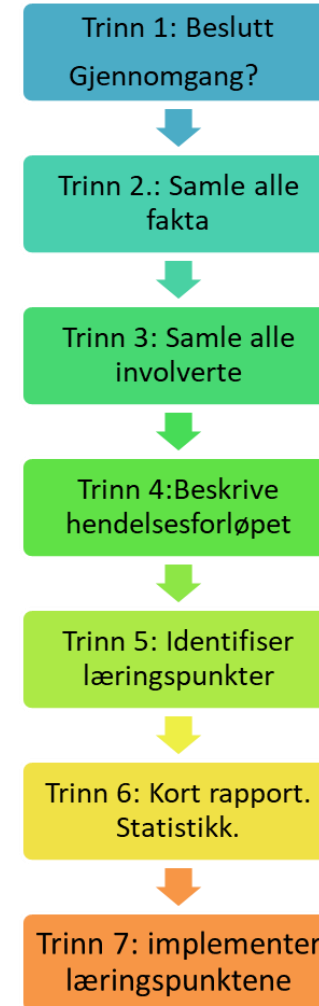 Trinn 1: Beslutt
Gjennomgang?
Trinn 2.: Samle alle
fakta
Trinn 3: Samle alle
involverte
Trinn 4:Beskrive
hendelsesforløpet
Trinn 5: Identifiser
læringspunkter
Trinn 6: Kort rapport.
Statistikk.
Trinn 7: implementer
læringspunktene